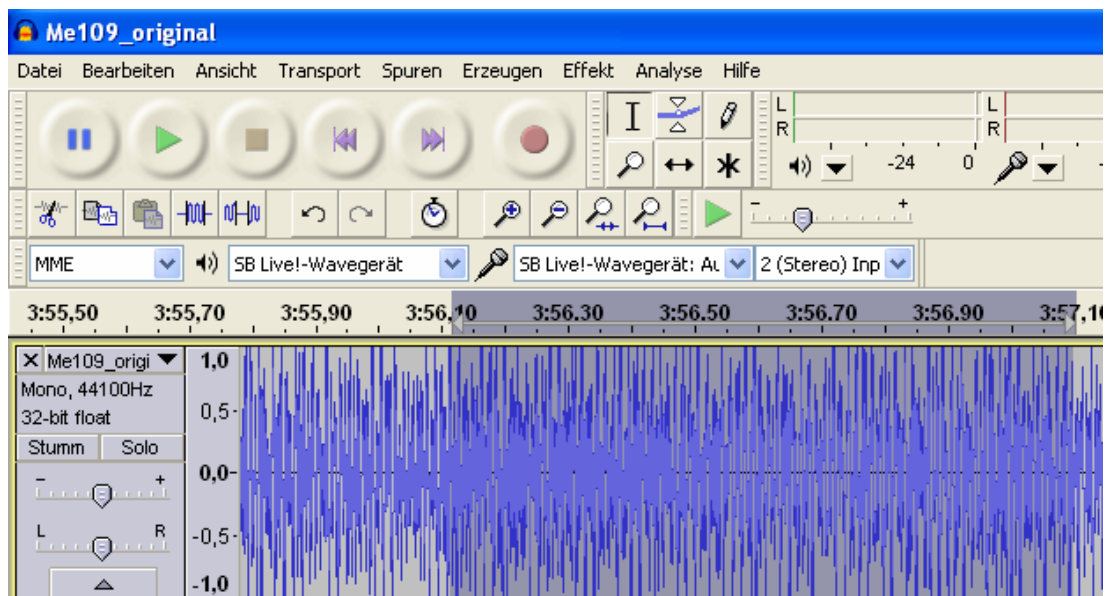 Me109_original
Datei Bearbeiten Ansicht Transport Spuren Erzeugen Effekt Analyse Hilfe
L
R
-24 0
L
R
-
- +
MME SB Live!-Wavegerät SB Live!-Wavegerät: Au 2 (Stereo) Inp
3:55,50 3:55,70 3:55,90 3:56,10 3:56.30 3:56.50 3:56.70 3:56.90 3:57,10
X Me109_origi
Mono, 44100Hz
32-bit float
Stumm Solo
- +
L R
1,0
0,5-
0,0-
-0,5-
-1,0